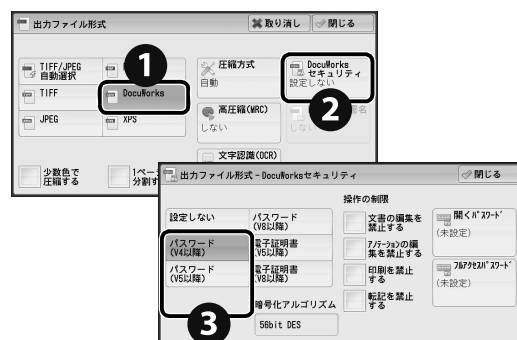 出力ファイル形式
取り消し
閉じる
TIFF/JPEG
自動選択
TIFF
DocuWorks
JPEG
XPS
圧縮方式
自動
高圧縮(MRC)
しない
文字認識(OCR)
DocuWorks
セキュリティ
設定しない
少数色で
圧縮する
1
2
出力ファイル形式 - DocuWorksセキュリティ
閉じる
操作の制限
設定しない
パスワード
(V8以降)
パスワード
(V4以降)
電子証明書
(V5以降)
パスワード
(V5以降)
電子証明書
(V8以降)
文書の編集を
禁止する
アノテーションの編
集を禁止する
印刷を禁止
する
転記を禁止
する
開くパスワード
(未設定)
フルアクセスパスワード
(未設定)
暗号化アルゴリズム
56bit DES
3